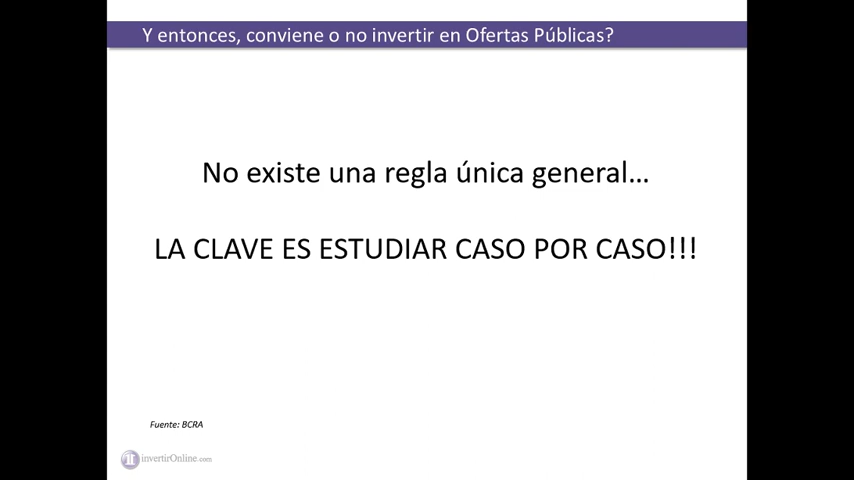 Y entonces, conviene o no invertir en Ofertas Públicas?
No existe una regla única general...
LA CLAVE ES ESTUDIAR CASO POR CASO!!!
Fuente: BCRA
invertirOnline.com